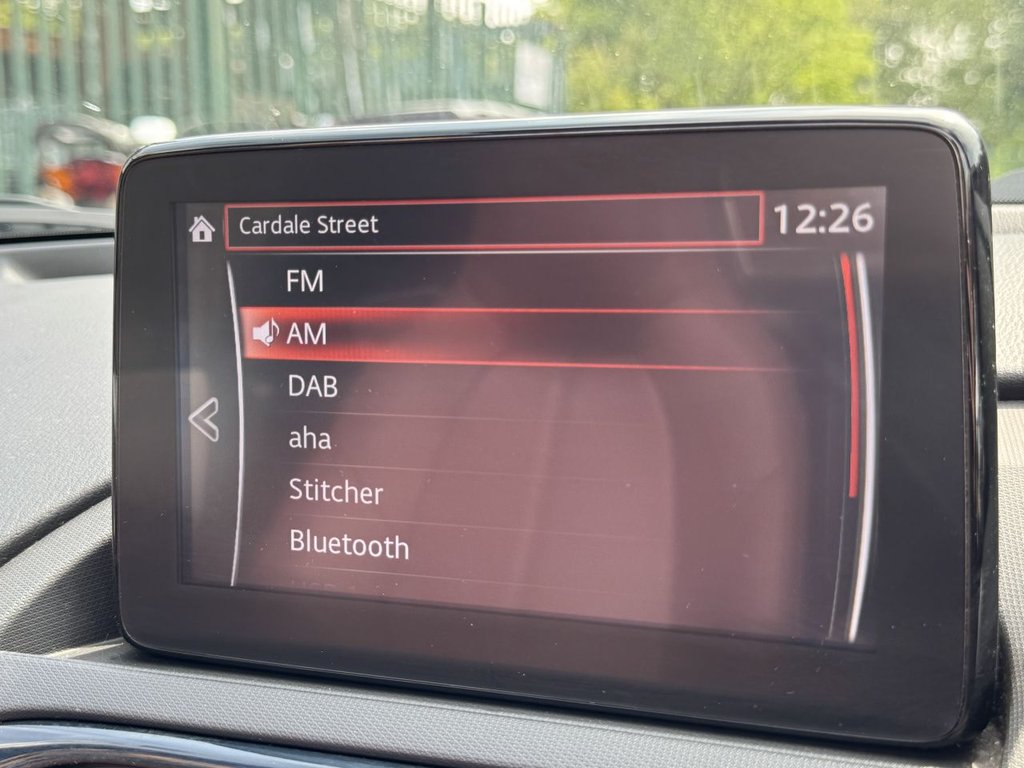 Cardale Street 12:26
FM
AM
DAB
aha
Stitcher
Bluetooth